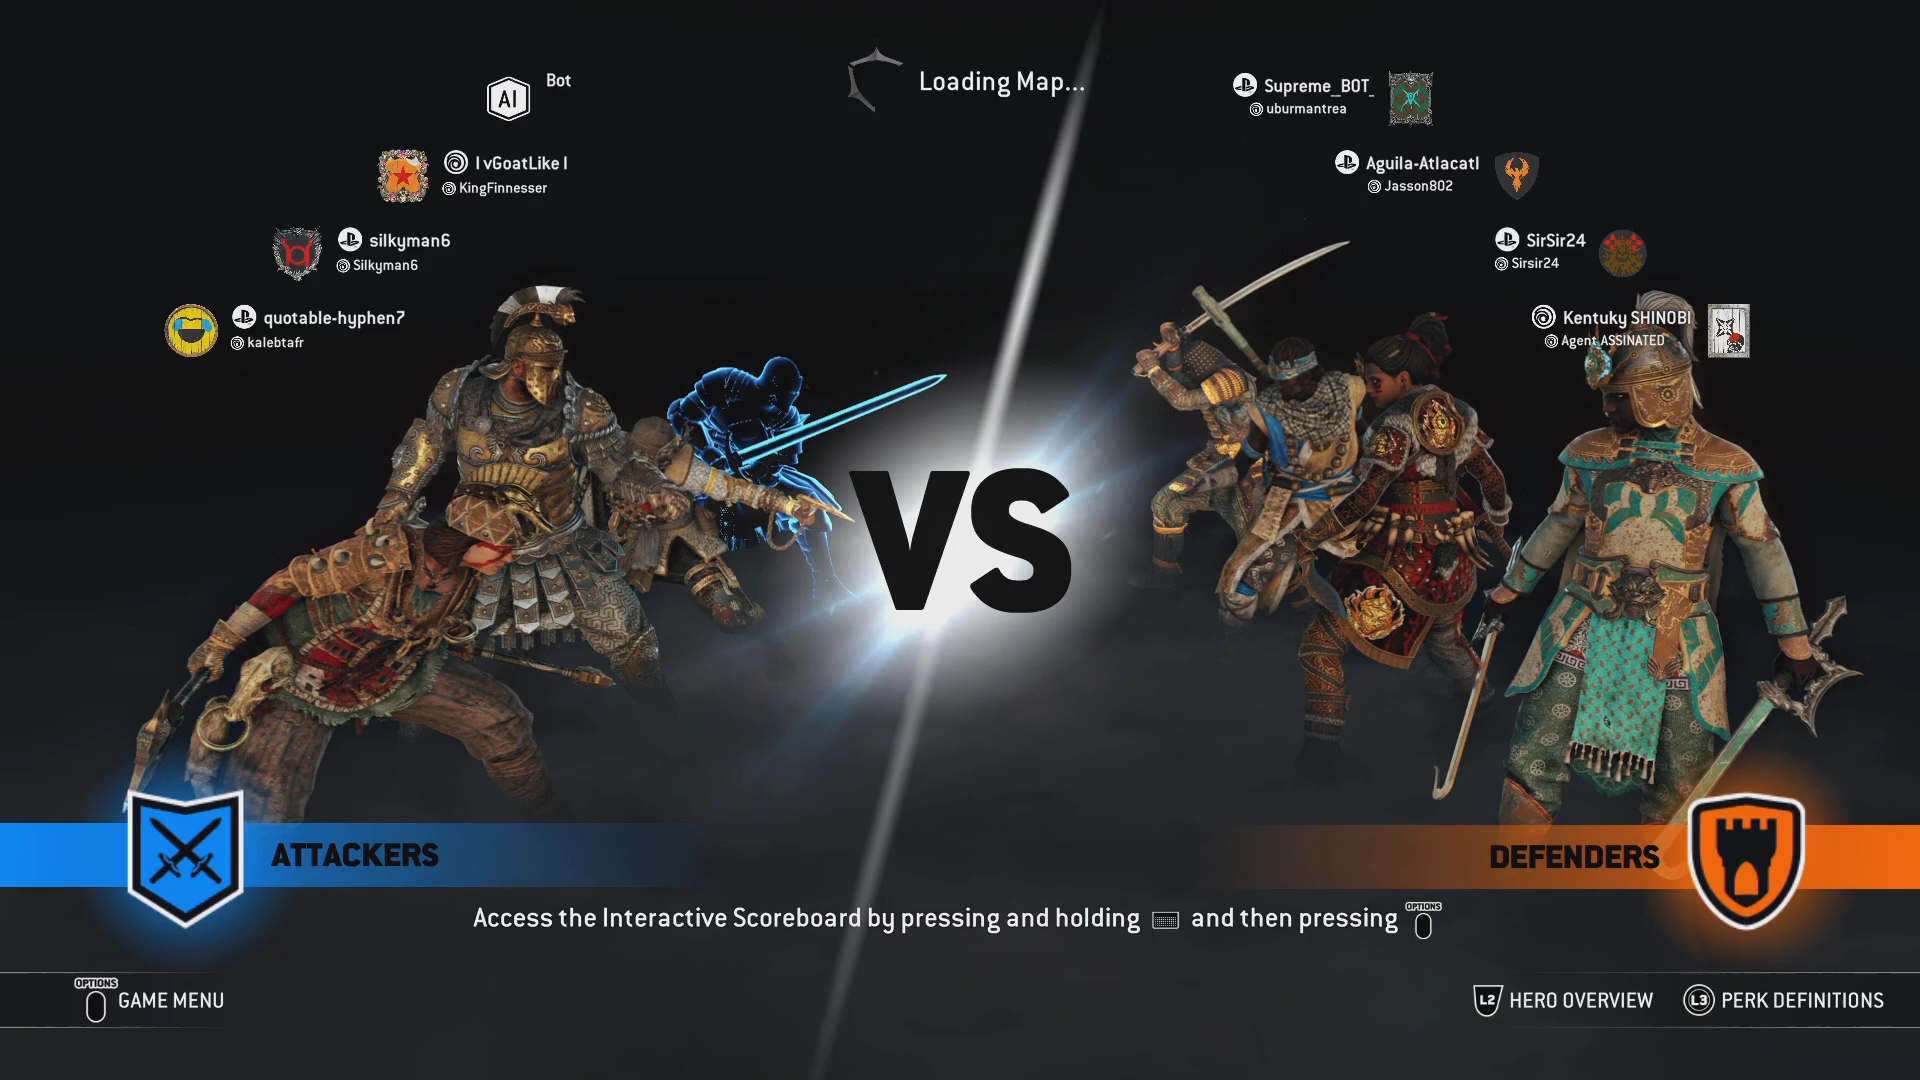 Loading Map...
AI
Bot
I vGoatLike I
KingFinnesser
silkyman6
Silkyman6
quotable-hyphen7
kalebtafr
Supreme_BOT_
uburmantrea
Aguila-Atlacatl
Jasson802
SirSir24
Sirsir24
Kentuky SHINOBI
Agent ASSINATED
VS
ATTACKERS
DEFENDERS
Access the Interactive Scoreboard by pressing and holding and then pressing OPTIONS
OPTIONS GAME MENU
L2 HERO OVERVIEW L3 PERK DEFINITIONS